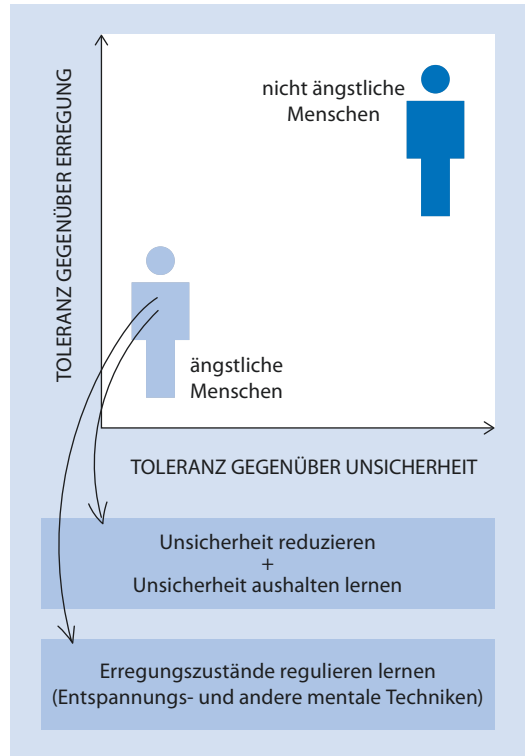 TOLERANZ GEGENÜBER ERREGUNG
nicht ängstliche
Menschen
ängstliche
Menschen
TOLERANZ GEGENÜBER UNSICHERHEIT
Unsicherheit reduzieren
+
Unsicherheit aushalten lernen
Erregungszustände regulieren lernen
(Entspannungs- und andere mentale Techniken)